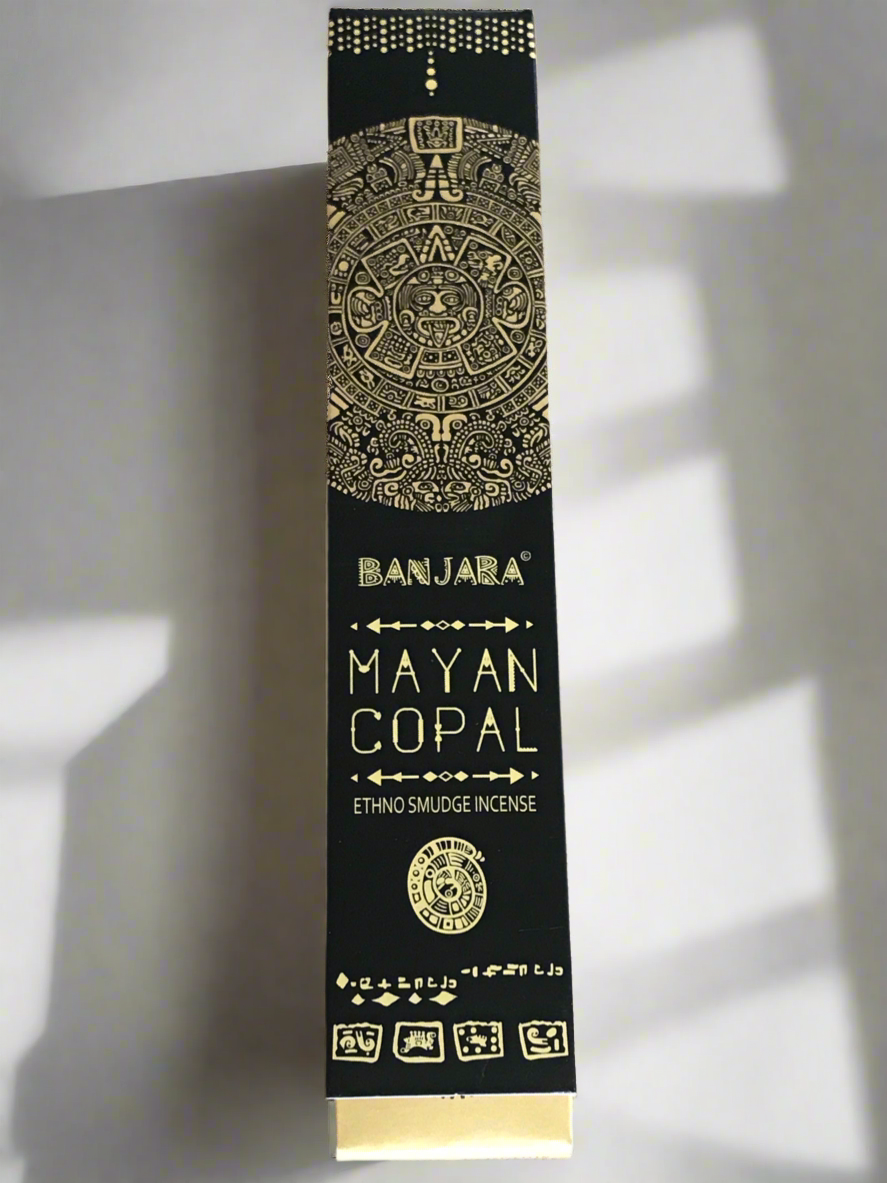 BANJARA©
MAYAN
COPAL
ETHNO SMUDGE INCENSE